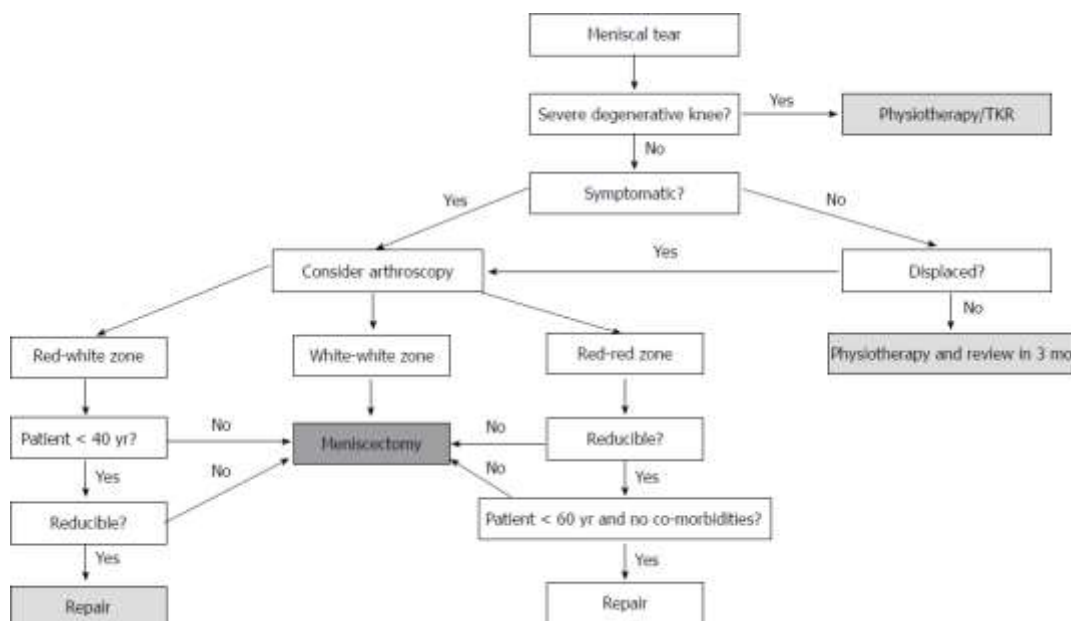 Meniscal tear
Severe degenerative knee?
Yes
Physiotherapy/TKR
No
Symptomatic?
Yes
No
Consider arthroscopy
Yes
Displaced?
No
Red-white zone
White-white zone
Red-red zone
Physiotherapy and review in 3 mo
Patient < 40 yr?
No
Meniscectomy
No
Reducible?
Yes
No
No
Yes
Reducible?
Patient < 60 yr and no co-morbidities?
Yes
Yes
Repair
Repair